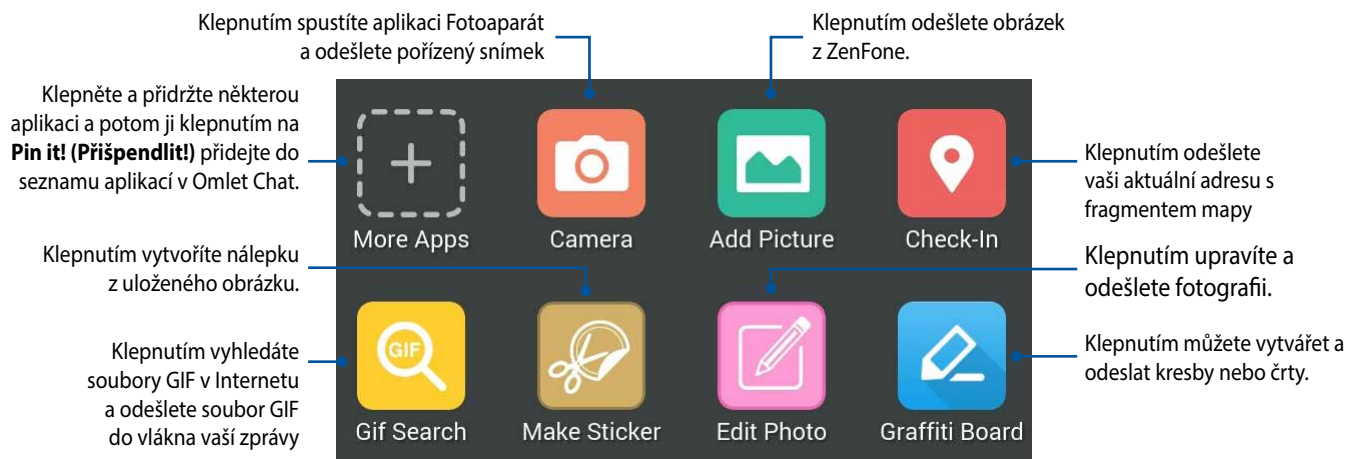 Klepnutím spustíte aplikaci Fotoaparát
a odešlete pořízený snímek
Klepnutím odešlete obrázek
z ZenFone.
Klepněte a přidržte některou
aplikaci a potom ji klepnutím na
Pin it! (Přišpendlit!) přidejte do
seznamu aplikací v Omlet Chat.
Klepnutím odešlete
vaši aktuální adresu s
fragmentem mapy
More Apps
Camera
Add Picture
Check-In
Klepnutím vytvoříte nálepku
z uloženého obrázku.
Klepnutím upravíte a
odešlete fotografii.
Klepnutím vyhledáte
soubory GIF v Internetu
a odešlete soubor GIF
do vlákna vaší zprávy
GIF
Klepnutím můžete vytvářet a
odeslat kresby nebo črty.
Gif Search
Make Sticker
Edit Photo
Graffiti Board